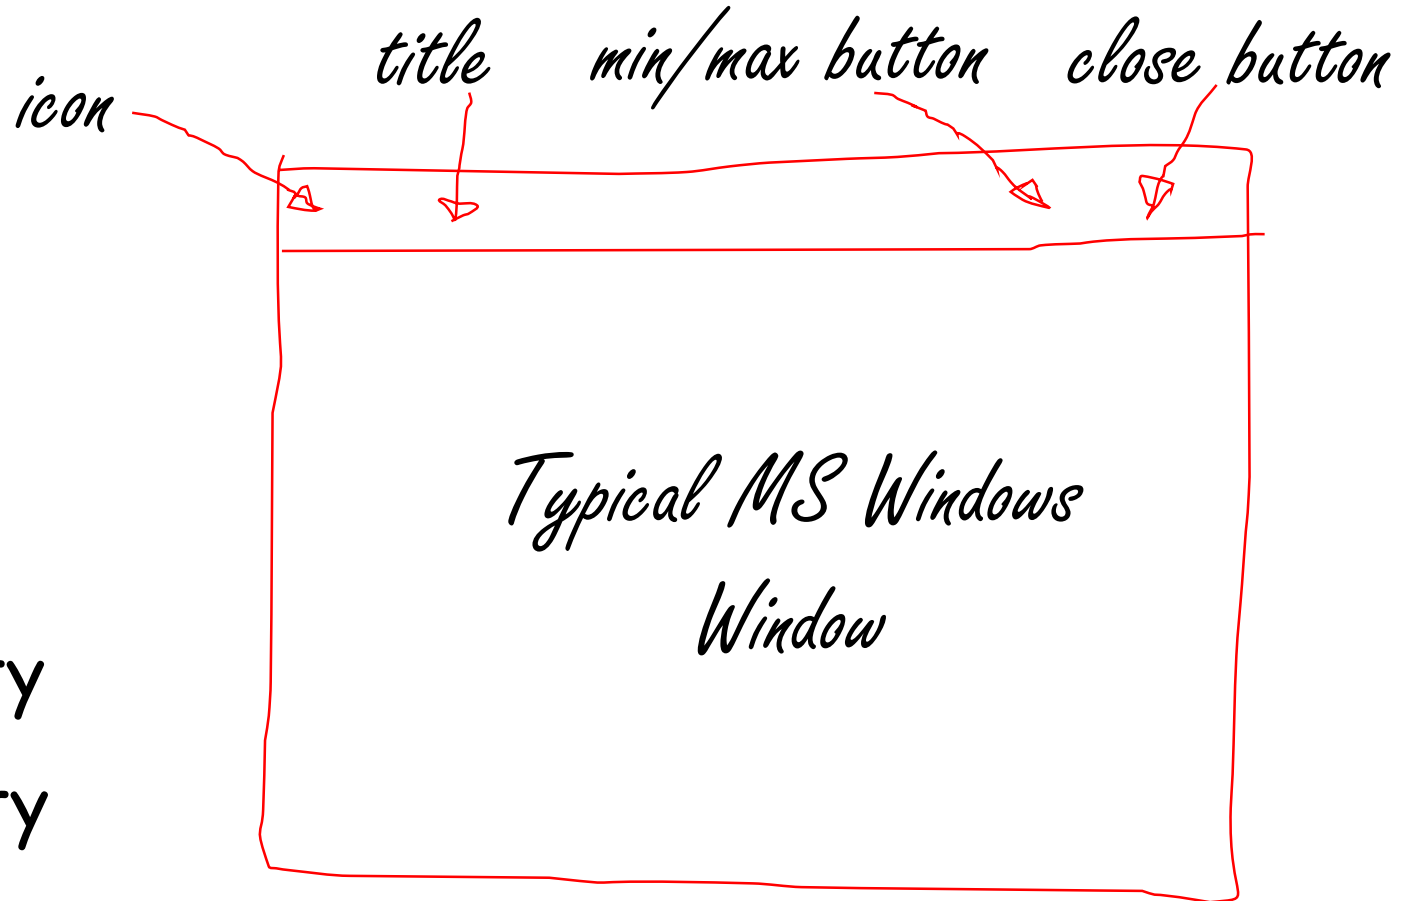 icon
title
min/max button
close button
Typical MS Windows
Window